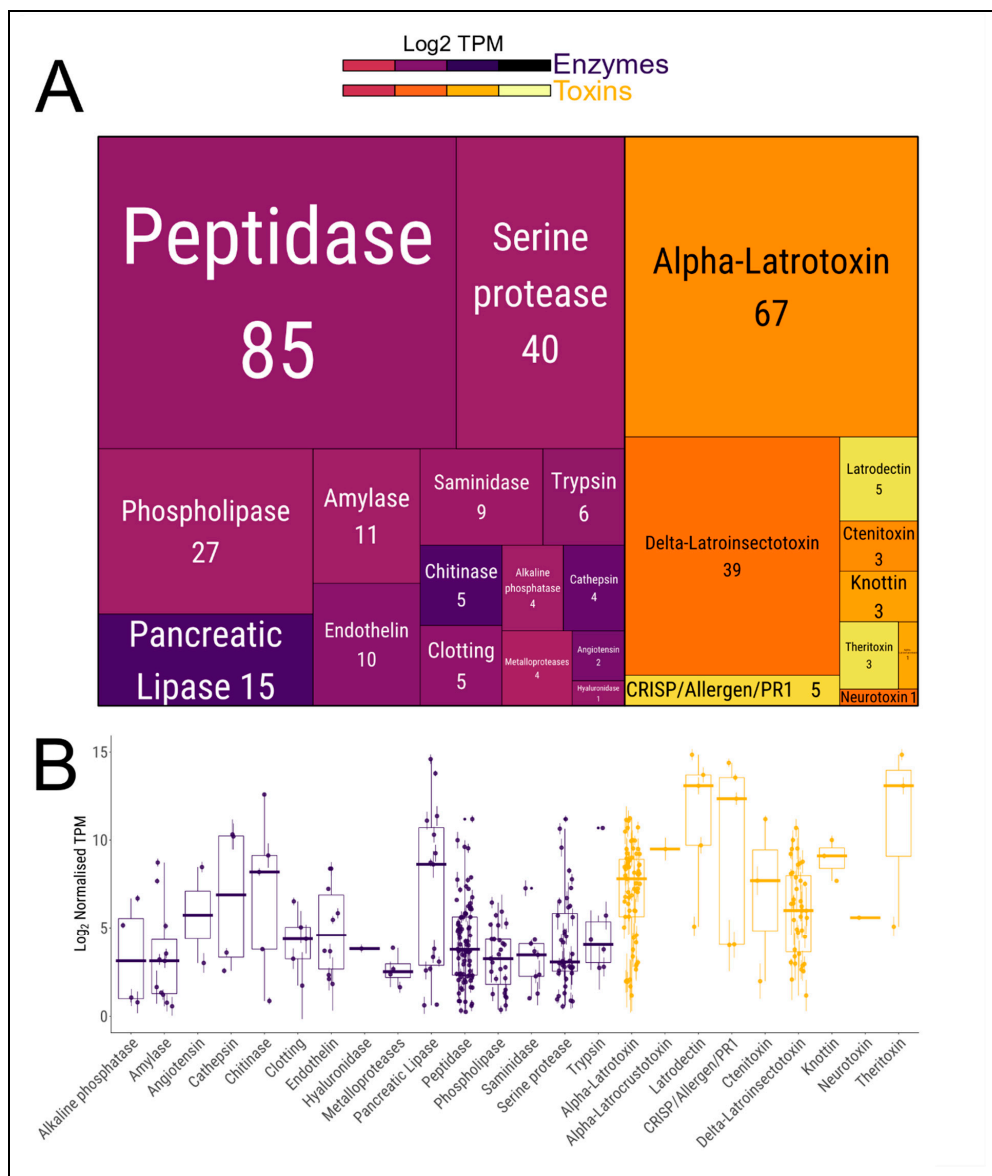 A
Log2 TPM
Enzymes
Toxins
Peptidase
85
Serine
protease
40
Alpha-Latrotoxin
67
Phospholipase
27
Amylase
11
Saminidase
9
Trypsin
6
Delta-Latroinsectotoxin
39
Latrodectin
5
Ctenitoxin
3
Knottin
3
Theritoxin
3
Pancreatic
Lipase 15
Endothelin
10
Chitinase
5
Alkaline
phosphatase
4
Cathepsin
4
Clotting
5
Metalloproteases
4
Angiotensin
2
Hyaluronidase
1
CRISP/Allergen/PR1 5
Neurotoxin 1
B
Log2 Normalised TPM
15
10
5
0
Alkaline phosphatase
Amylase
Angiotensin
Cathepsin
Chitinase
Clotting
Endothelin
Hyaluronidase
Metalloproteases
Pancreatic Lipase
Peptidase
Phospholipase
Saminidase
Serine protease
Trypsin
Alpha-Latrotoxin
Alpha-Latrocrustoxin
Latrodectin
CRISP/Allergen/PR1
Ctenitoxin
Delta-Latroinsectotoxin
Knottin
Neurotoxin
Theritoxin